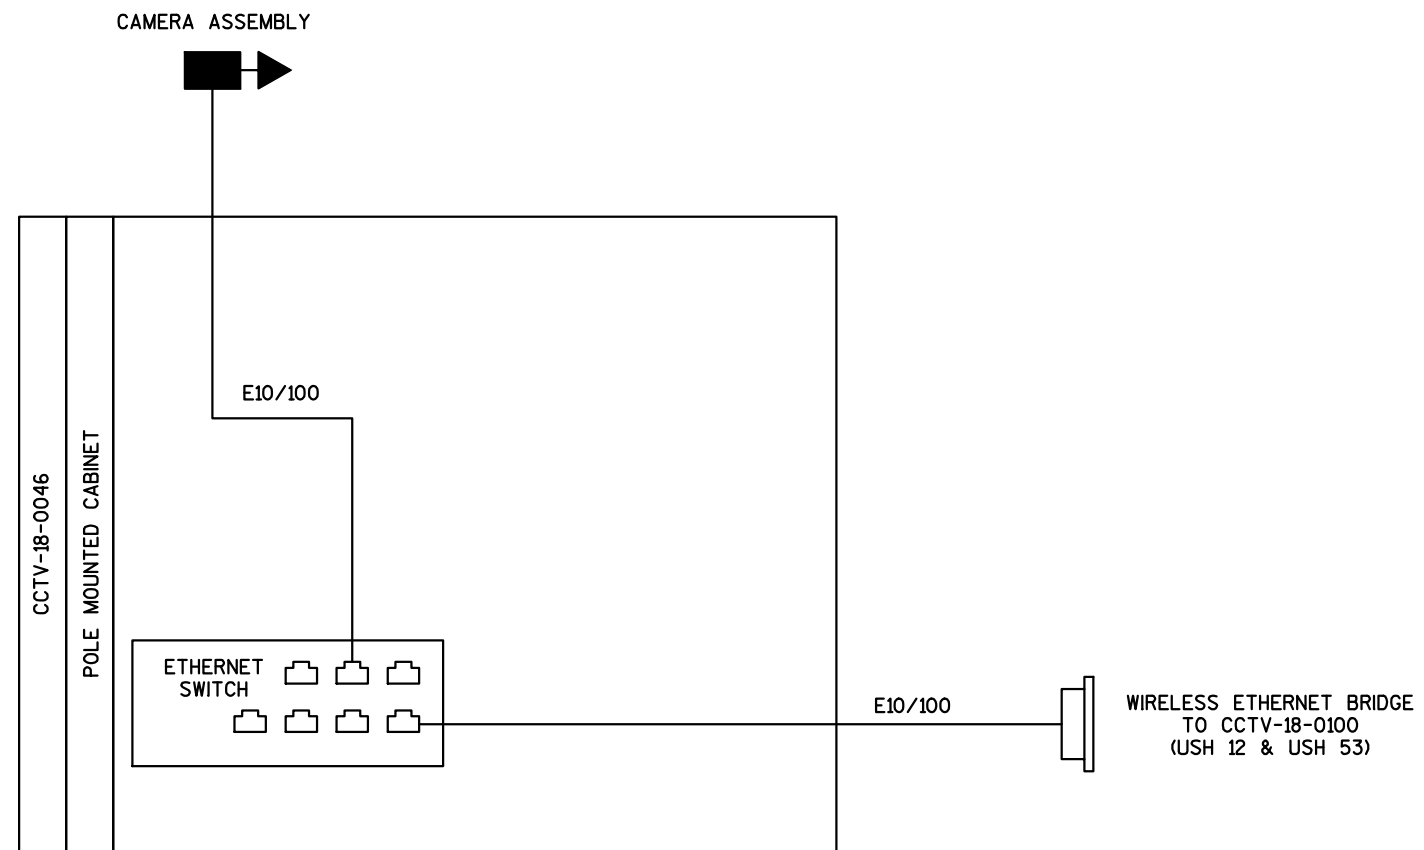 CAMERA ASSEMBLY
E10/100
CCTV-18-0046
POLE MOUNTED CABINET
ETHERNET
SWITCH
E10/100
WIRELESS ETHERNET BRIDGE
TO CCTV-18-0100
(USH 12 & USH 53)